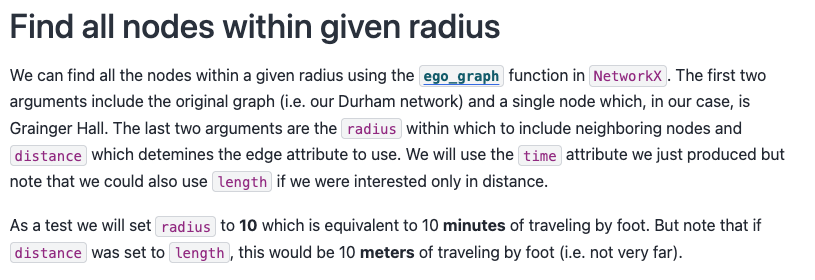 Find all nodes within given radius
We can find all the nodes within a given radius using the ego_graph function in NetworkX. The first two
arguments include the original graph (i.e. our Durham network) and a single node which, in our case, is
Grainger Hall. The last two arguments are the radius within which to include neighboring nodes and
distance which detemines the edge attribute to use. We will use the time attribute we just produced but
note that we could also use length if we were interested only in distance.
As a test we will set radius to 10 which is equivalent to 10 minutes of traveling by foot. But note that if
distance was set to length, this would be 10 meters of traveling by foot (i.e. not very far).